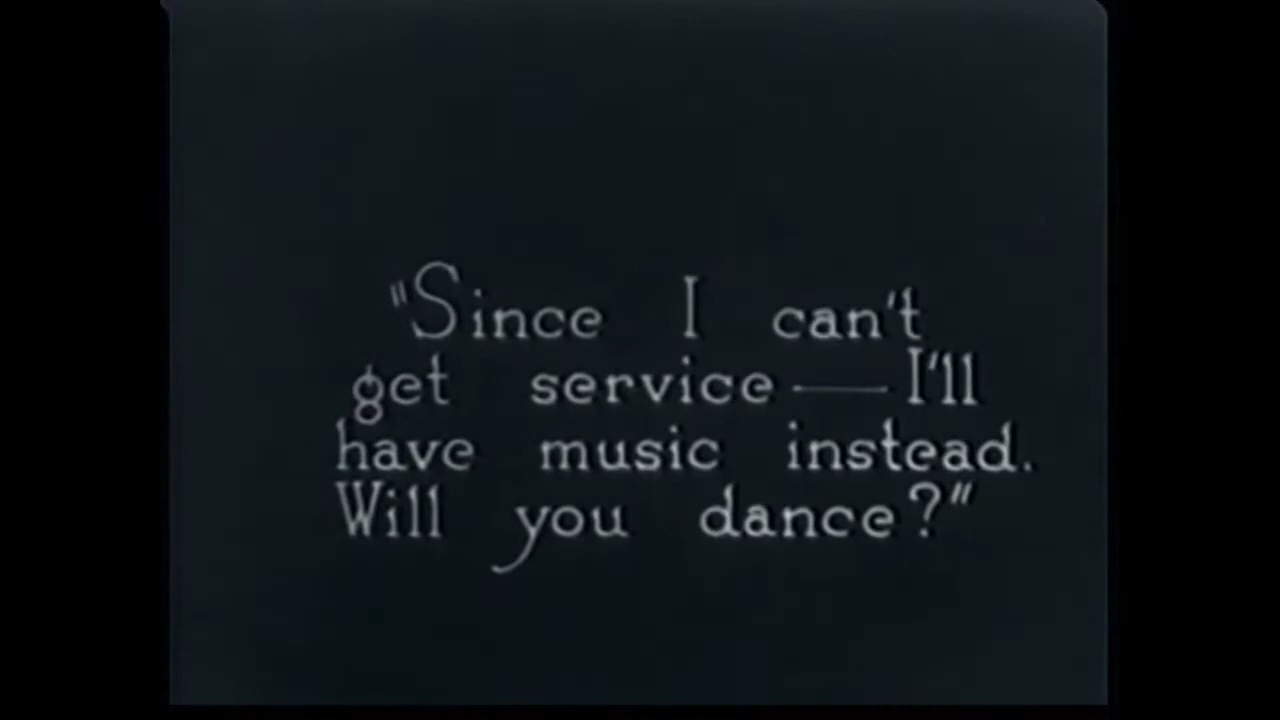 "Since I can't
get service — I'll
have music instead.
Will you dance?"